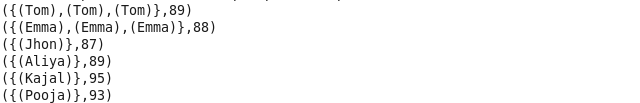 ({(Tom),(Tom),(Tom)},89)
({(Emma),(Emma),(Emma)},88)
({(Jhon)},87)
({(Aliya)},89)
({(Kajal)},95)
({(Pooja)},93)